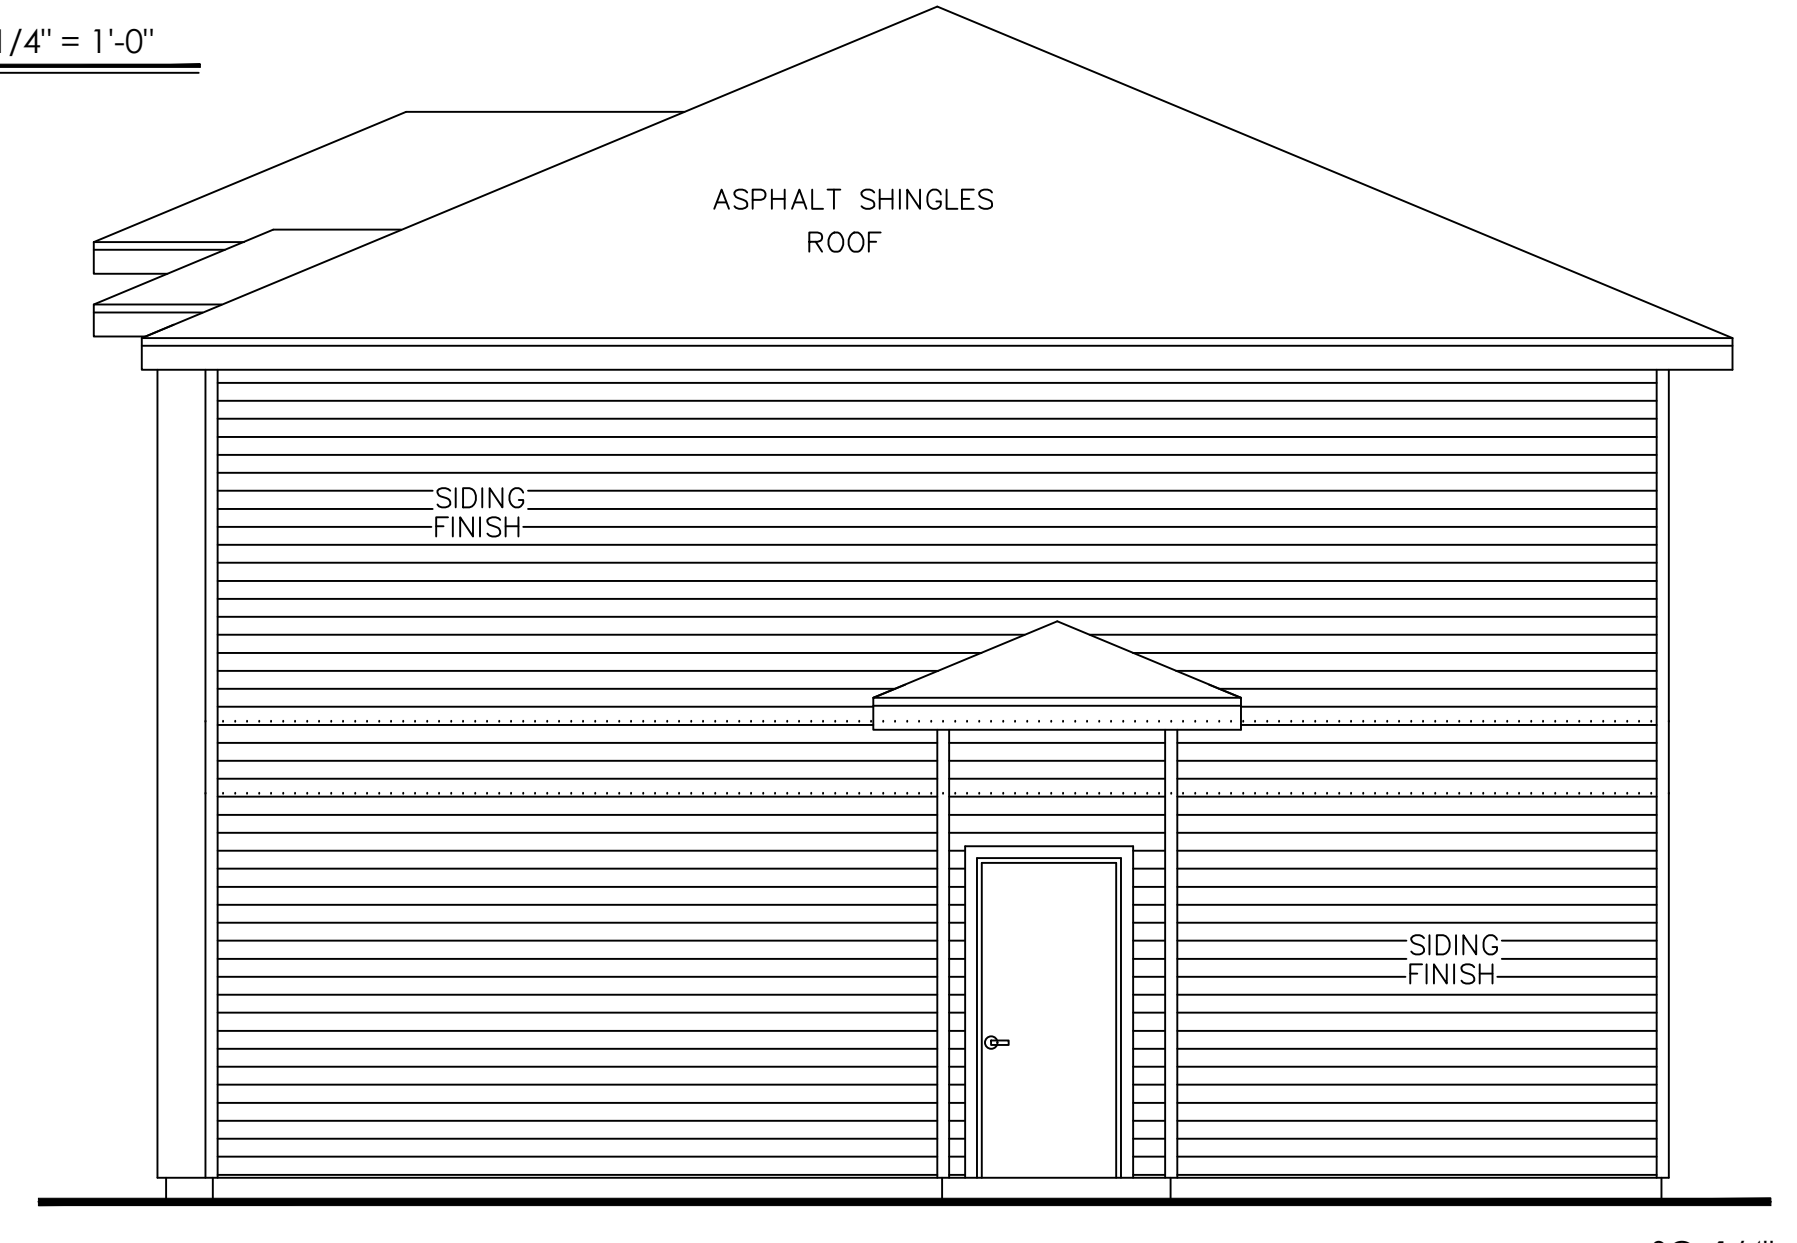 1/4" = 1'-0"
ASPHALT SHINGLES
ROOF
SIDING
FINISH
SIDING
FINISH